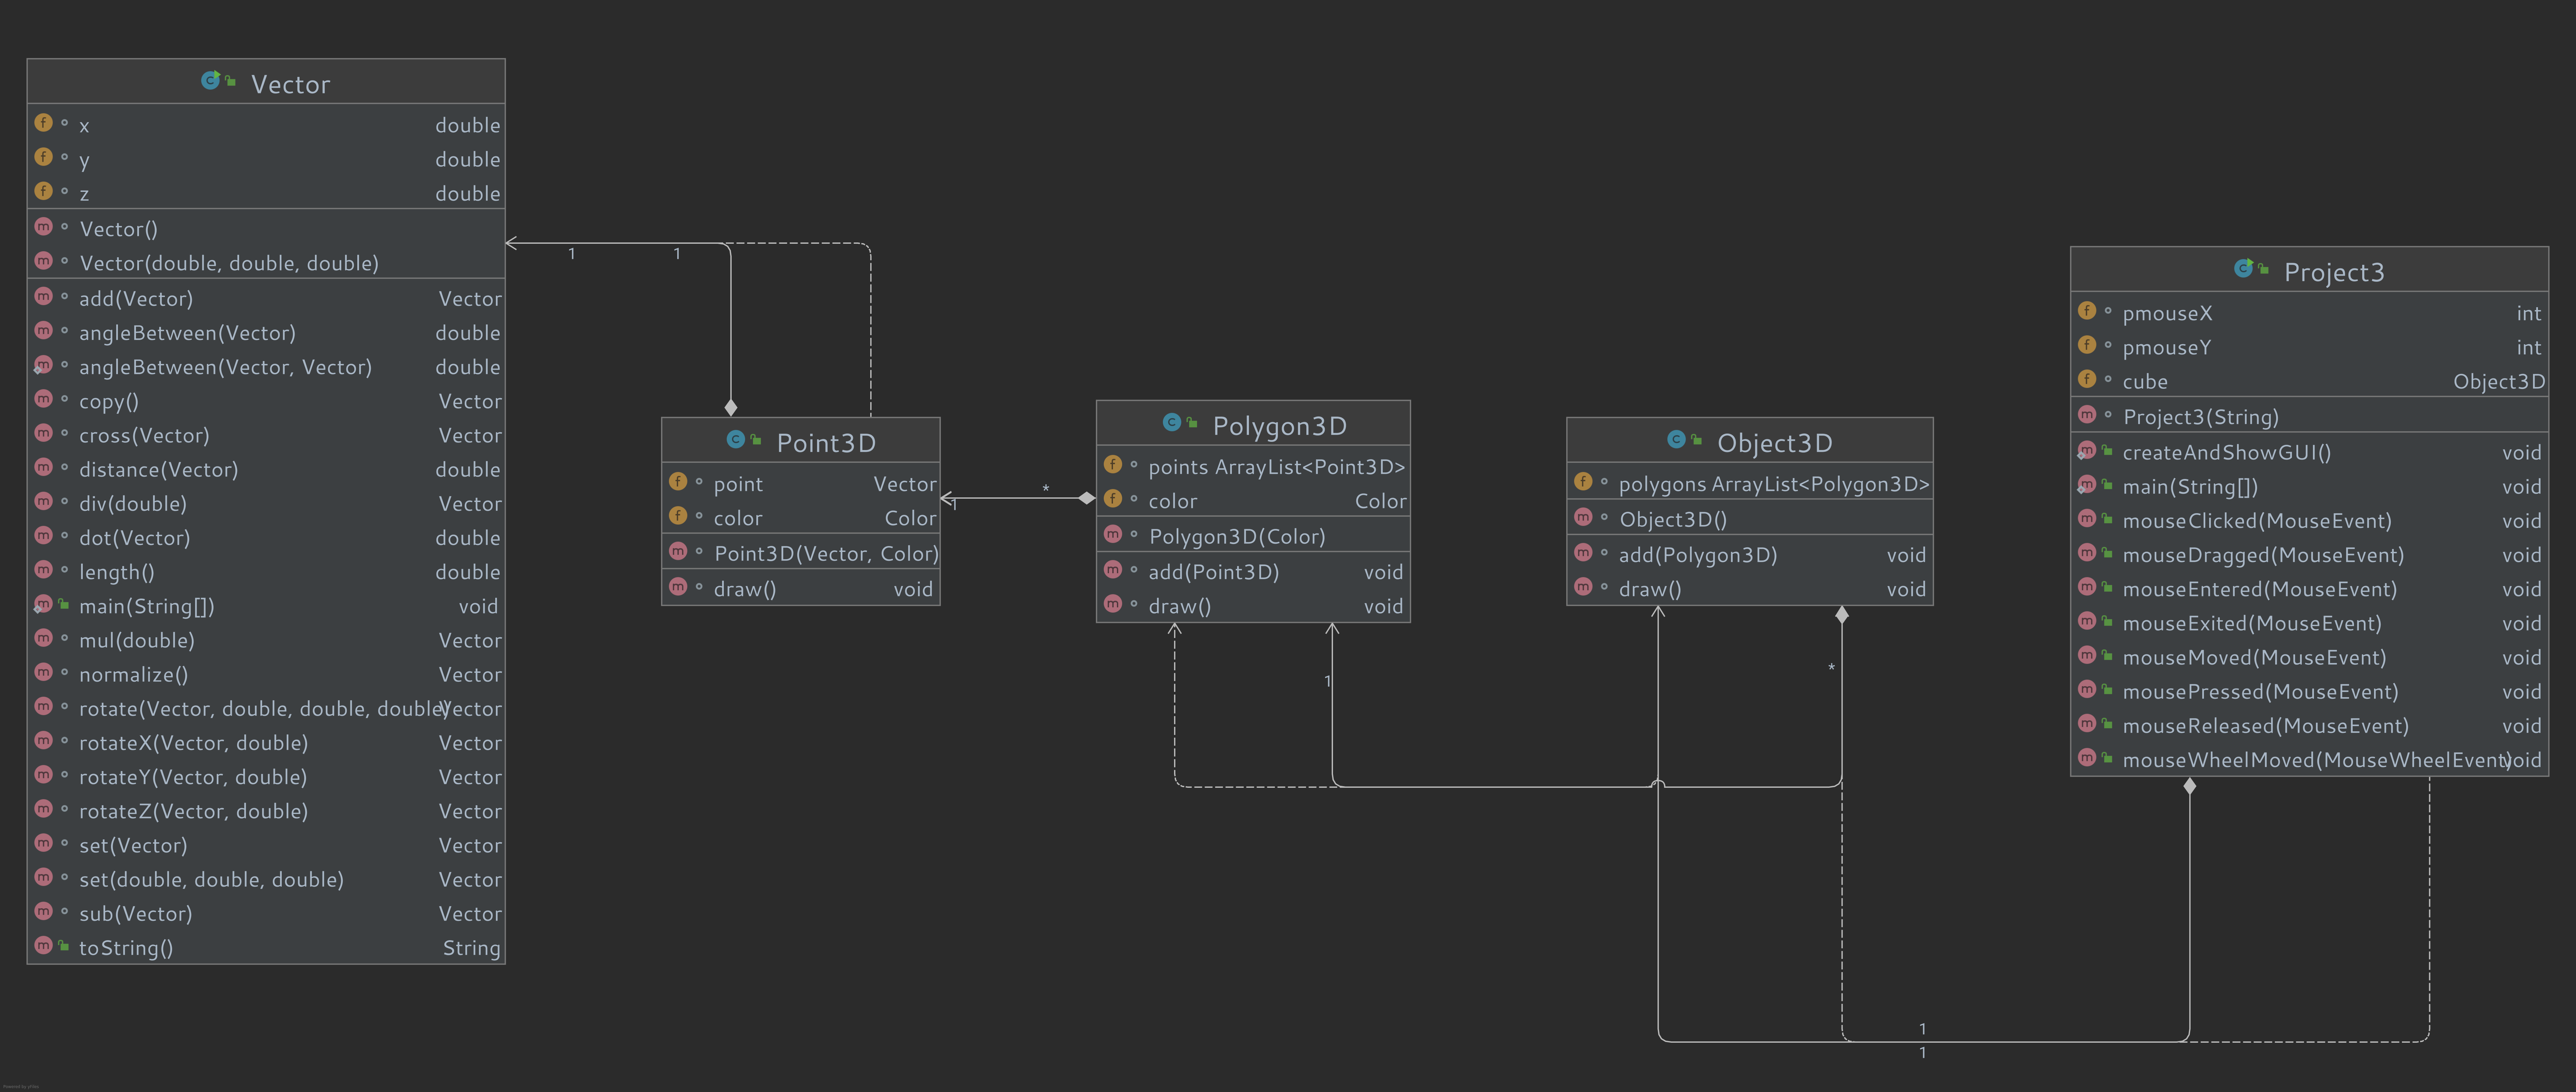 Vector
x double
y double
z double
Vector()
Vector(double, double, double)
add(Vector) Vector
angleBetween(Vector) double
angleBetween(Vector, Vector) double
copy() Vector
cross(Vector) Vector
distance(Vector) double
div(double) Vector
dot(Vector) double
length() double
main(String[]) void
mul(double) Vector
normalize() Vector
rotate(Vector, double, double, double) Vector
rotateX(Vector, double) Vector
rotateY(Vector, double) Vector
rotateZ(Vector, double) Vector
set(Vector) Vector
set(double, double, double) Vector
sub(Vector) Vector
toString() String
1 1
Point3D
point Vector
color Color
Point3D(Vector, Color)
draw() void
1 *
Polygon3D
points ArrayList<Point3D>
color Color
Polygon3D(Color)
add(Point3D) void
draw() void
1 *
Object3D
polygons ArrayList<Polygon3D>
Object3D()
add(Polygon3D) void
draw() void
1
1
Project3
pmouseX int
pmouseY int
cube Object3D
Project3(String)
createAndShowGUI() void
main(String[]) void
mouseClicked(MouseEvent) void
mouseDragged(MouseEvent) void
mouseEntered(MouseEvent) void
mouseExited(MouseEvent) void
mouseMoved(MouseEvent) void
mousePressed(MouseEvent) void
mouseReleased(MouseEvent) void
mouseWheelMoved(MouseWheelEvent) void
Powered by yFiles